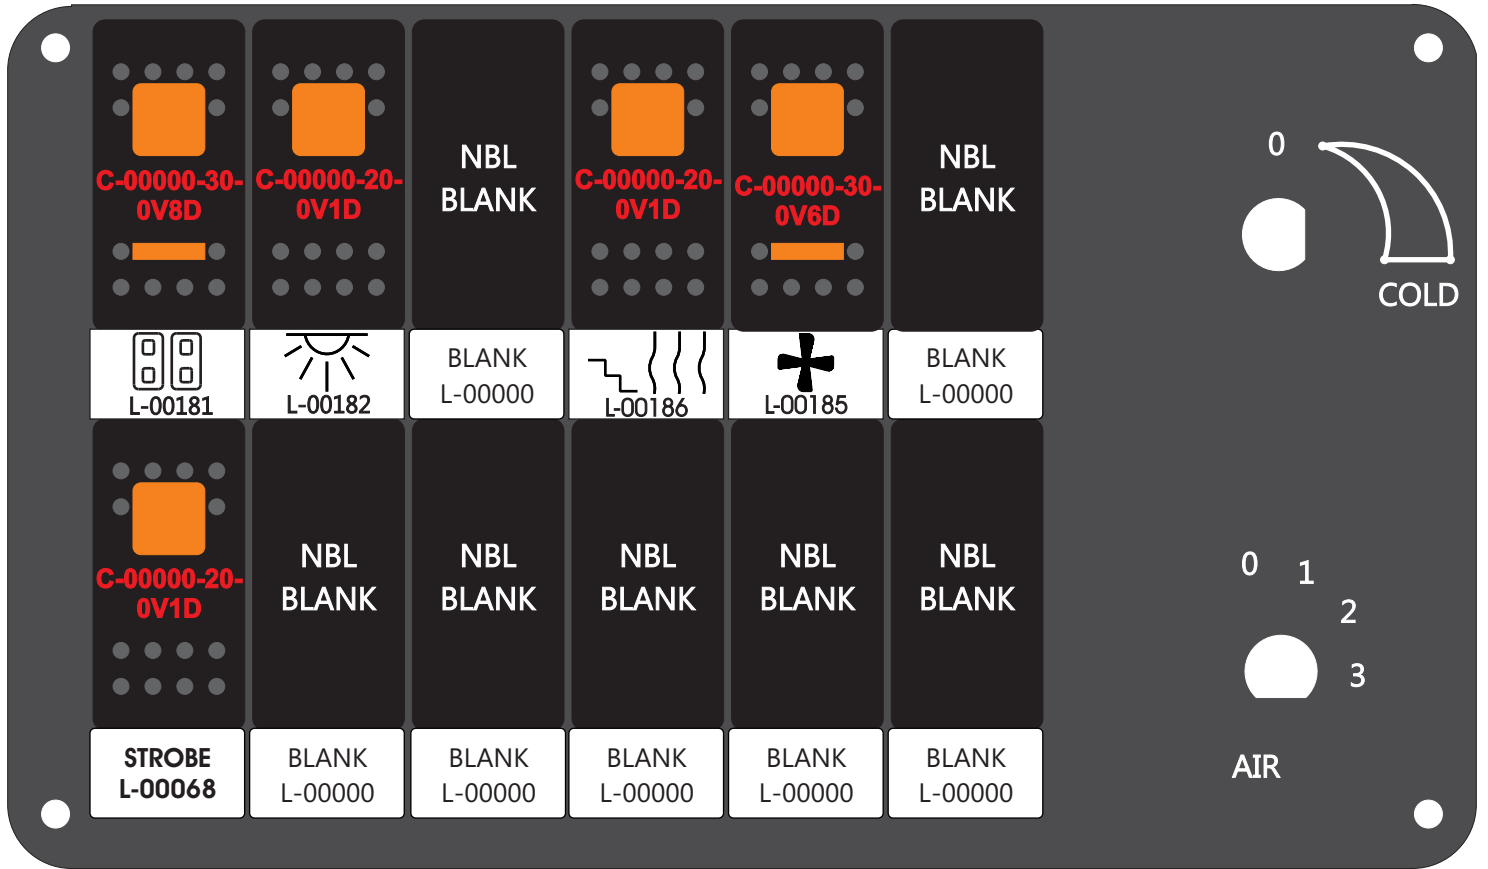 C-00000-30-
0V8D
C-00000-20-
0V1D
NBL
BLANK
C-00000-20-
0V1D
C-00000-30-
0V6D
NBL
BLANK
L-00181
L-00182
BLANK
L-00000
L-00186
L-00185
BLANK
L-00000
0
COLD
C-00000-20-
0V1D
NBL
BLANK
NBL
BLANK
NBL
BLANK
NBL
BLANK
NBL
BLANK
STROBE
L-00068
BLANK
L-00000
BLANK
L-00000
BLANK
L-00000
BLANK
L-00000
BLANK
L-00000
0
1
2
3
AIR